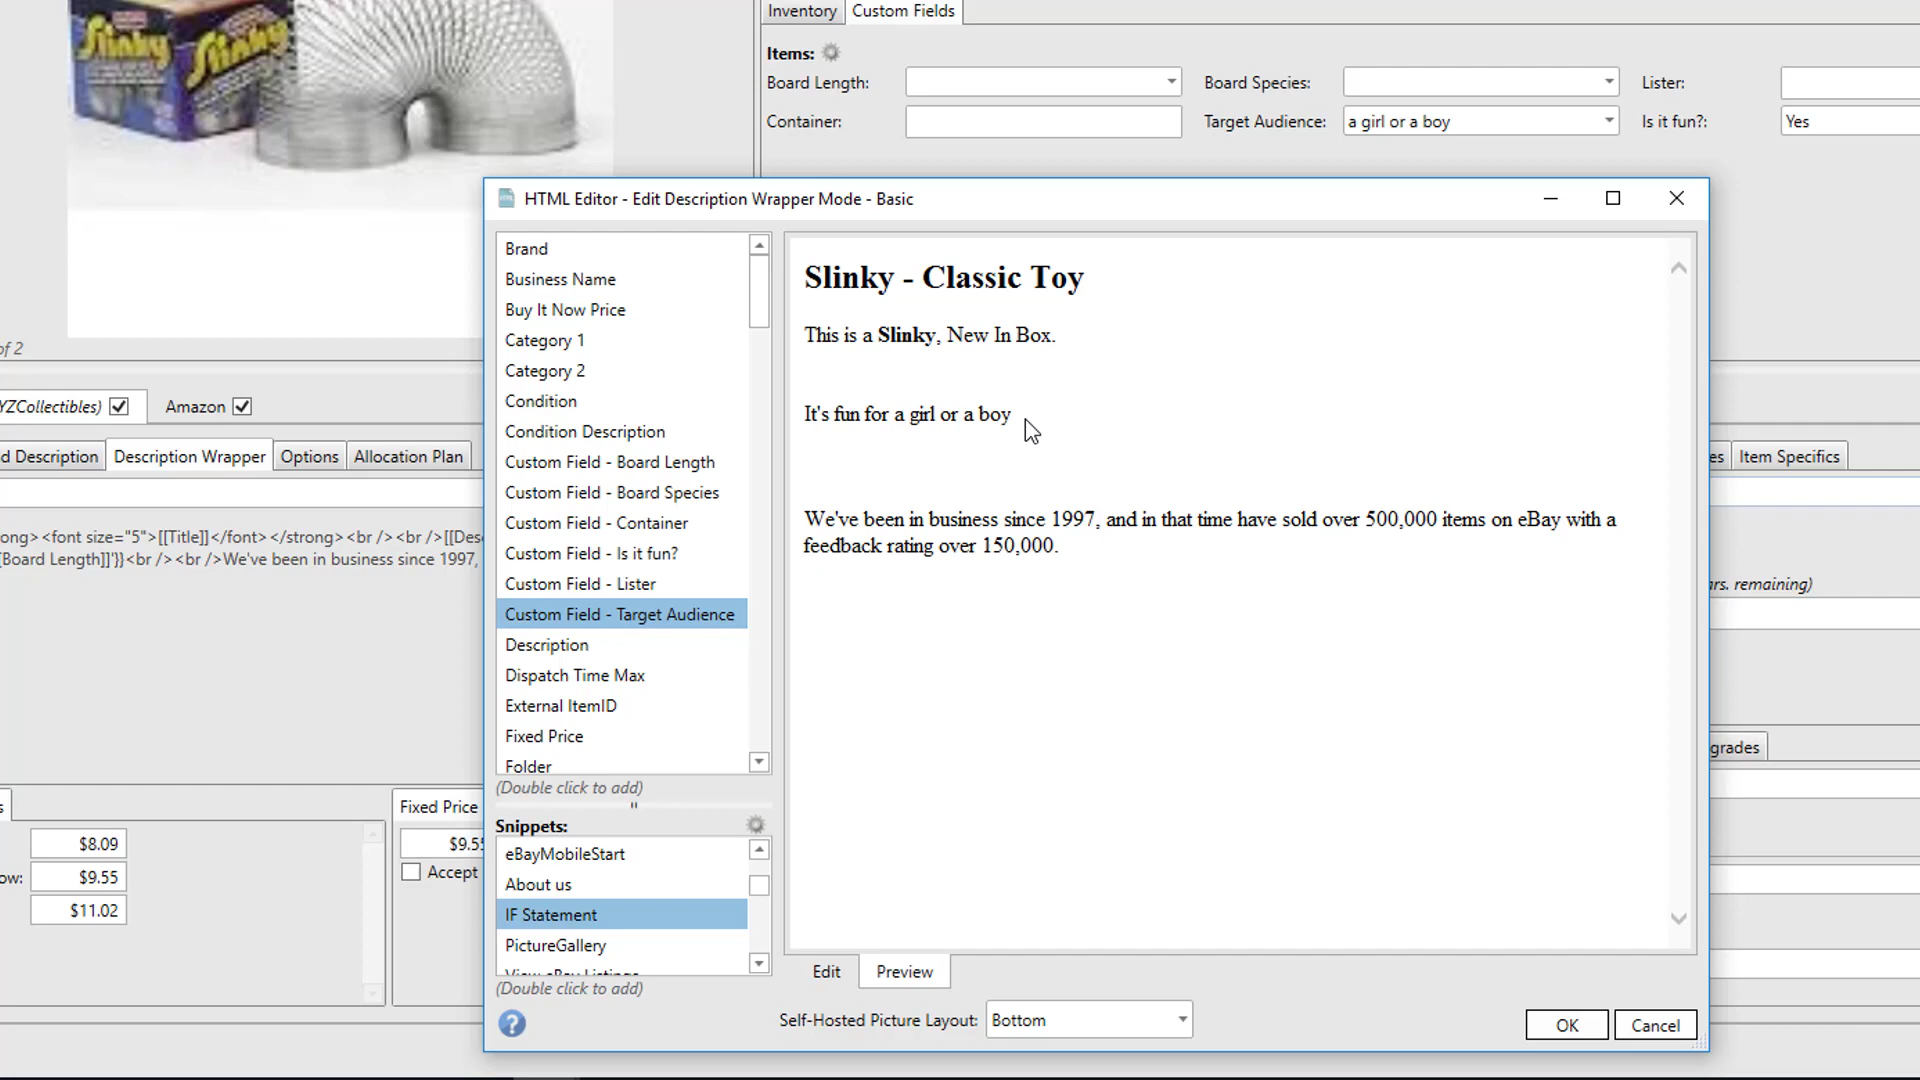 Slinky
Slinky
Inventory
Custom Fields
Items:
Board Length:
Board Species:
Lister:
Container:
Target Audience: a girl or a boy
Is it fun?: Yes
of 2
YZCollectibles)
Amazon
d Description
Description Wrapper
Options
Allocation Plan
es
Item Specifics
ong><font size="5">[[Title]]</font></strong><br /><br />[[Des
[Board Length]]'}}<br /><br />We've been in business since 1997,
rs. remaining)
grades
s
Fixed Price
$8.09
$9.55
ow: $9.55
Accept
$11.02
HTML Editor - Edit Description Wrapper Mode - Basic
Brand
Business Name
Buy It Now Price
Category 1
Category 2
Condition
Condition Description
Custom Field - Board Length
Custom Field - Board Species
Custom Field - Container
Custom Field - Is it fun?
Custom Field - Lister
Custom Field - Target Audience
Description
Dispatch Time Max
External ItemID
Fixed Price
Folder
(Double click to add)
Snippets:
eBayMobileStart
About us
IF Statement
PictureGallery
View eBay Listings
(Double click to add)
Slinky - Classic Toy
This is a Slinky, New In Box.
It's fun for a girl or a boy
We've been in business since 1997, and in that time have sold over 500,000 items on eBay with a
feedback rating over 150,000.
Edit
Preview
Self-Hosted Picture Layout: Bottom
OK
Cancel